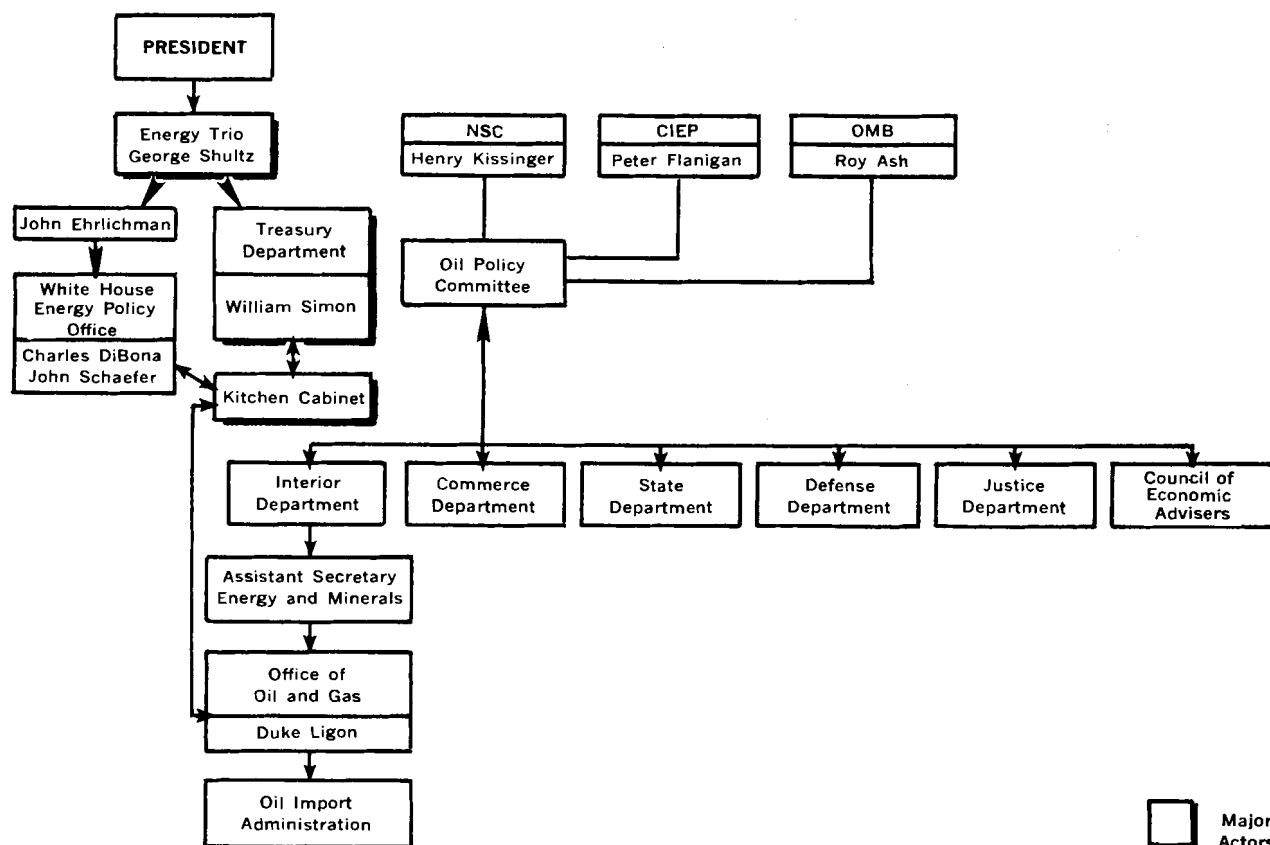 PRESIDENT
Energy Trio
George Shultz
John Ehrlichman
White House
Energy Policy
Office
Charles DiBona
John Schaefer
Treasury
Department
William Simon
Kitchen Cabinet
NSC
Henry Kissinger
CIEP
Peter Flanigan
OMB
Roy Ash
Oil Policy
Committee
Interior
Department
Commerce
Department
State
Department
Defense
Department
Justice
Department
Council of
Economic
Advisers
Assistant Secretary
Energy and Minerals
Office of
Oil and Gas
Duke Ligon
Oil Import
Administration
Major
Actors